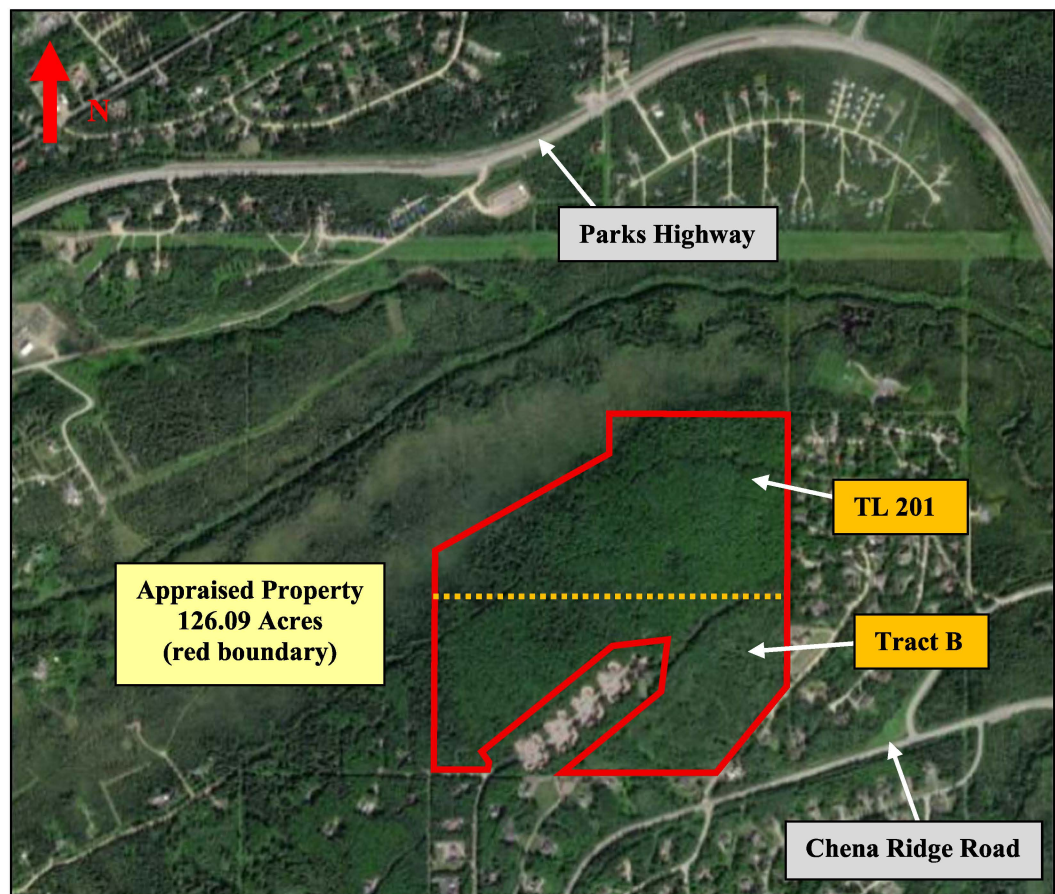 N
Parks Highway
TL 201
Appraised Property
126.09 Acres
(red boundary)
Tract B
Chena Ridge Road